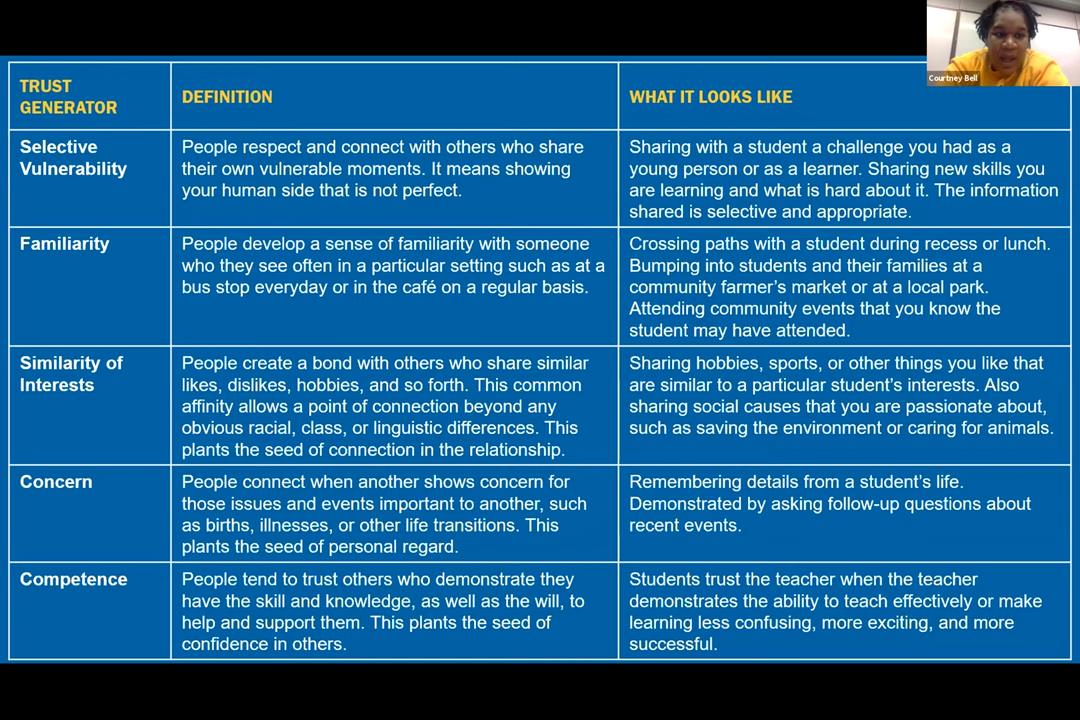 Courtney Bell
TRUST
GENERATOR
DEFINITION
WHAT IT LOOKS LIKE
Selective
Vulnerability
People respect and connect with others who share
their own vulnerable moments. It means showing
your human side that is not perfect.
Sharing with a student a challenge you had as a
young person or as a learner. Sharing new skills you
are learning and what is hard about it. The information
shared is selective and appropriate.
Familiarity
People develop a sense of familiarity with someone
who they see often in a particular setting such as at a
bus stop everyday or in the café on a regular basis.
Crossing paths with a student during recess or lunch.
Bumping into students and their families at a
community farmer’s market or at a local park.
Attending community events that you know the
student may have attended.
Similarity of
Interests
People create a bond with others who share similar
likes, dislikes, hobbies, and so forth. This common
affinity allows a point of connection beyond any
obvious racial, class, or linguistic differences. This
plants the seed of connection in the relationship.
Sharing hobbies, sports, or other things you like that
are similar to a particular student’s interests. Also
sharing social causes that you are passionate about,
such as saving the environment or caring for animals.
Concern
People connect when another shows concern for
those issues and events important to another, such
as births, illnesses, or other life transitions. This
plants the seed of personal regard.
Remembering details from a student’s life.
Demonstrated by asking follow-up questions about
recent events.
Competence
People tend to trust others who demonstrate they
have the skill and knowledge, as well as the will, to
help and support them. This plants the seed of
confidence in others.
Students trust the teacher when the teacher
demonstrates the ability to teach effectively or make
learning less confusing, more exciting, and more
successful.